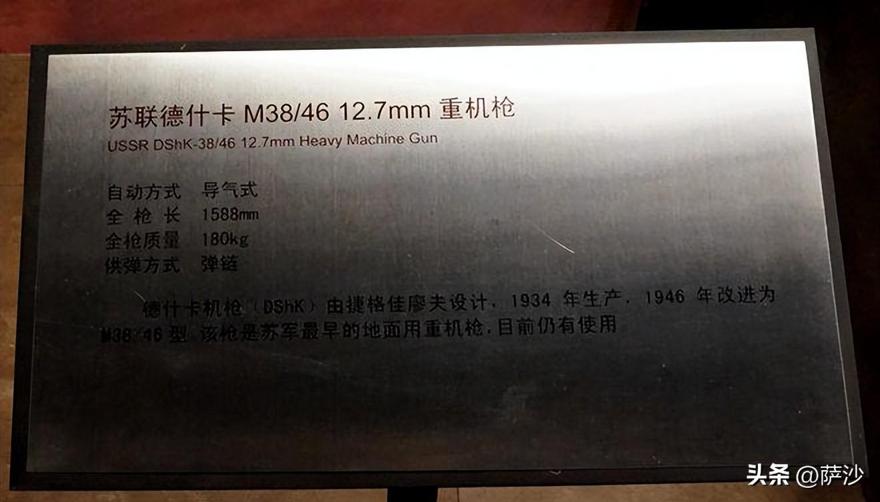 苏联德什卡 M38/46 12.7mm 重机枪
USSR DShK-38/46 12.7mm Heavy Machine Gun
自动方式 导气式
全 枪 长 1588mm
全枪质量 180kg
供弹方式 弹链
德什卡机枪（DShK）由捷格佳廖夫设计，1934 年生产，1946 年改进为
M38/46 型 该枪是苏军最早的地面用重机枪，目前仍有使用
头条 @萨沙